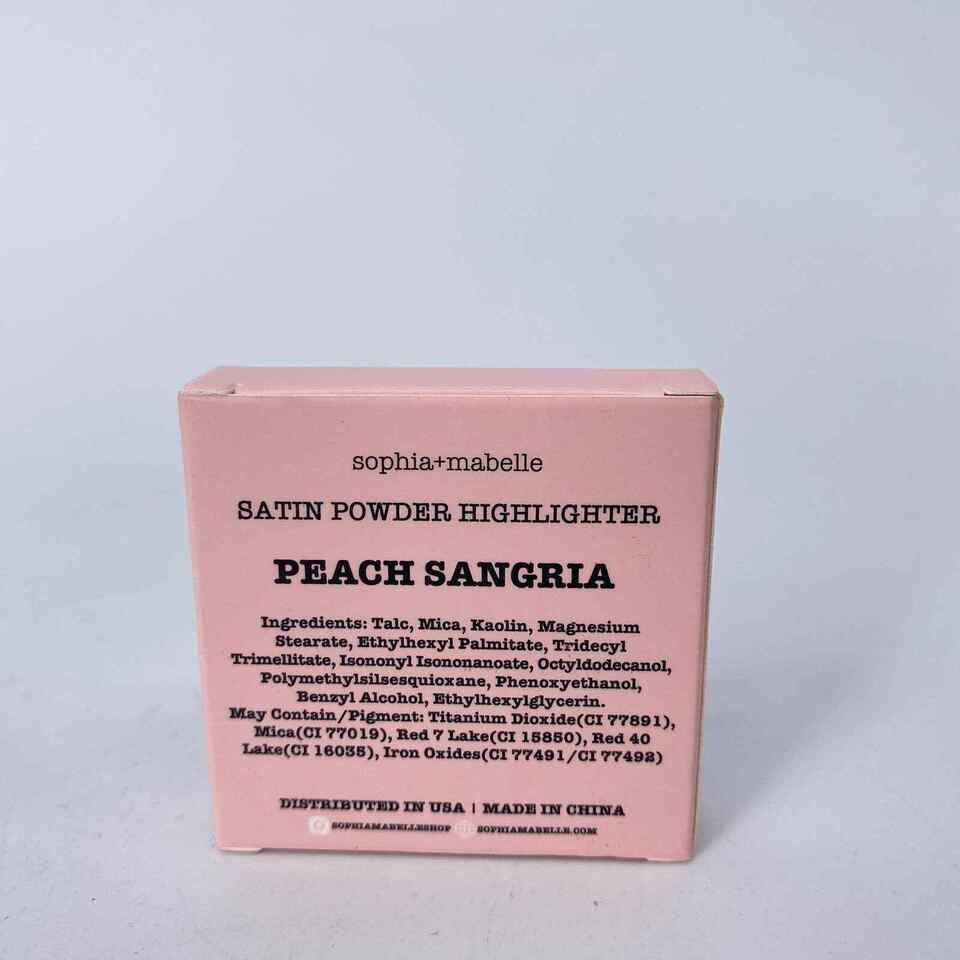 sophia+mabelle
SATIN POWDER HIGHLIGHTER
PEACH SANGRIA
Ingredients: Talc, Mica, Kaolin, Magnesium
Stearate, Ethylhexyl Palmitate, Tridecyl
Trimellitate, Isononyl Isononanoate, Octyldodecanol,
Polymethylsilsesquioxane, Phenoxyethanol,
Benzyl Alcohol, Ethylhexylglycerin.
May Contain/Pigment: Titanium Dioxide(CI 77891),
Mica(CI 77019), Red 7 Lake(CI 15850), Red 40
Lake(CI 16035), Iron Oxides(CI 77491/CI 77492)
DISTRIBUTED IN USA | MADE IN CHINA
SOPHIAMABELLESHOP SOPHIAMABELLE.COM